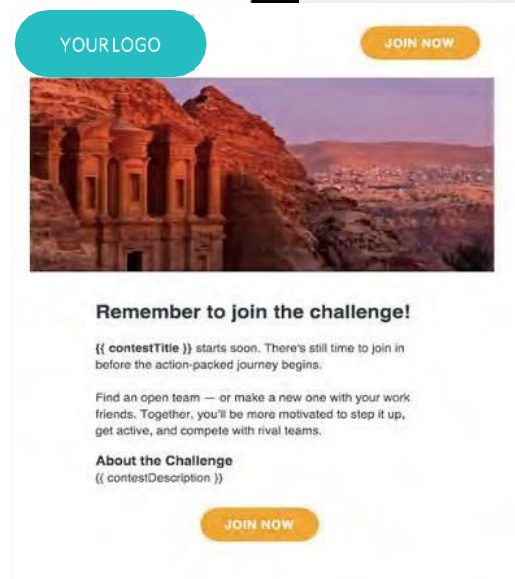 YOUR LOGO
JOIN NOW
Remember to join the challenge!
{{ contestTitle }} starts soon. There's still time to join in
before the action-packed journey begins.
Find an open team — or make a new one with your work
friends. Together, you'll be more motivated to step it up,
get active, and compete with rival teams.
About the Challenge
{{ contestDescription }}
JOIN NOW